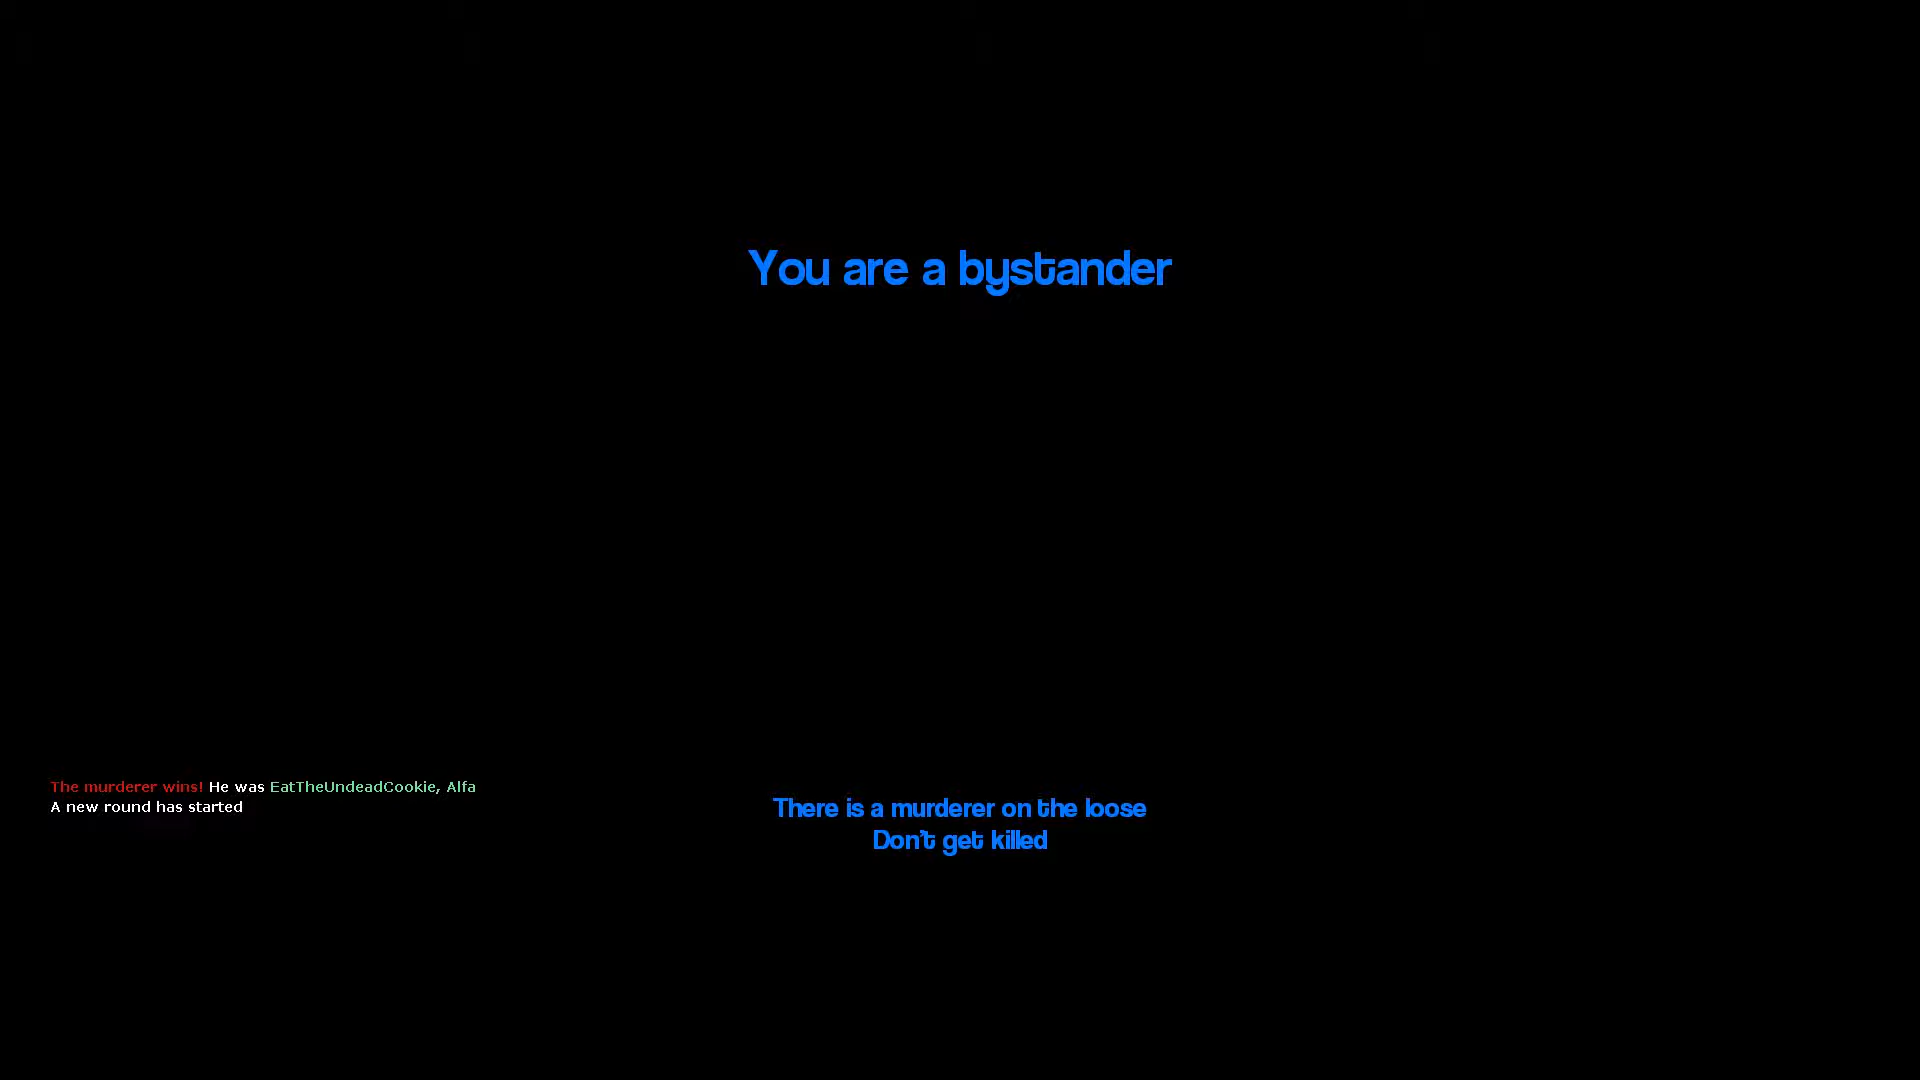 You are a bystander
The murderer wins! He was EatTheUndeadCookie, Alfa
A new round has started
There is a murderer on the loose
Don't get killed